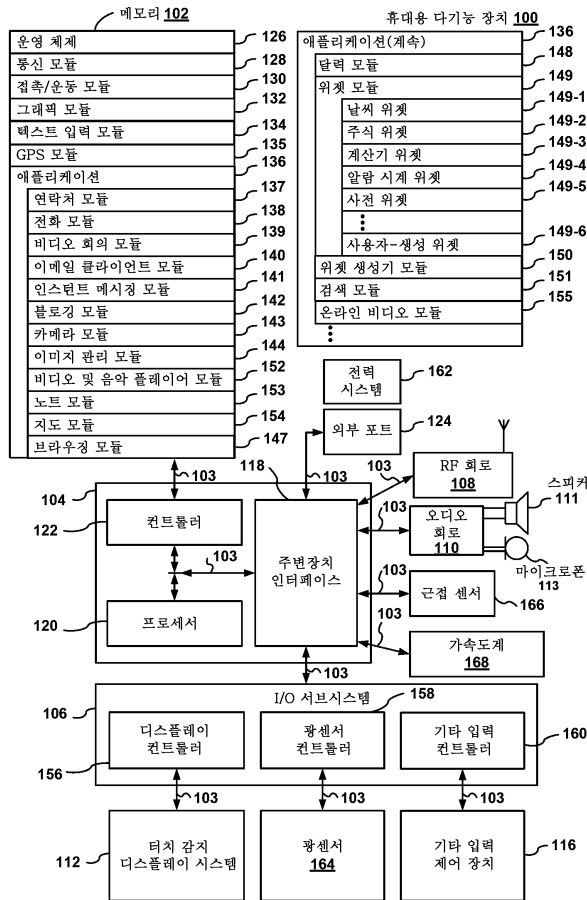 메모리 102
운영 체제 126
통신 모듈 128
접촉/운동 모듈 130
그래픽 모듈 132
텍스트 입력 모듈 134
GPS 모듈 135
애플리케이션 136
연락처 모듈 137
전화 모듈 138
비디오 회의 모듈 139
이메일 클라이언트 모듈 140
인스턴트 메시징 모듈 141
블로깅 모듈 142
카메라 모듈 143
이미지 관리 모듈 144
비디오 및 음악 플레이어 모듈 152
노트 모듈 153
지도 모듈 154
브라우징 모듈 147
휴대용 다기능 장치 100
애플리케이션(계속) 136
달력 모듈 148
위젯 모듈 149
날씨 위젯 149-1
주식 위젯 149-2
계산기 위젯 149-3
알람 시계 위젯 149-4
사전 위젯 149-5
사용자-생성 위젯 149-6
위젯 생성기 모듈 150
검색 모듈 151
온라인 비디오 모듈 155
전력
시스템
162
외부 포트
124
103
118
103
103
RF 회로
108
스피커
111
104
122
컨트롤러
103
주변장치
인터페이스
103
오디오
회로
110
마이크로폰
113
120
프로세서
103
근접 센서
166
103
가속도계
168
103
I/O 서브시스템
106
158
디스플레이
컨트롤러
156
광센서
컨트롤러
기타 입력
컨트롤러
160
103
103
103
112
터치 감지
디스플레이 시스템
광센서
164
기타 입력
제어 장치
116